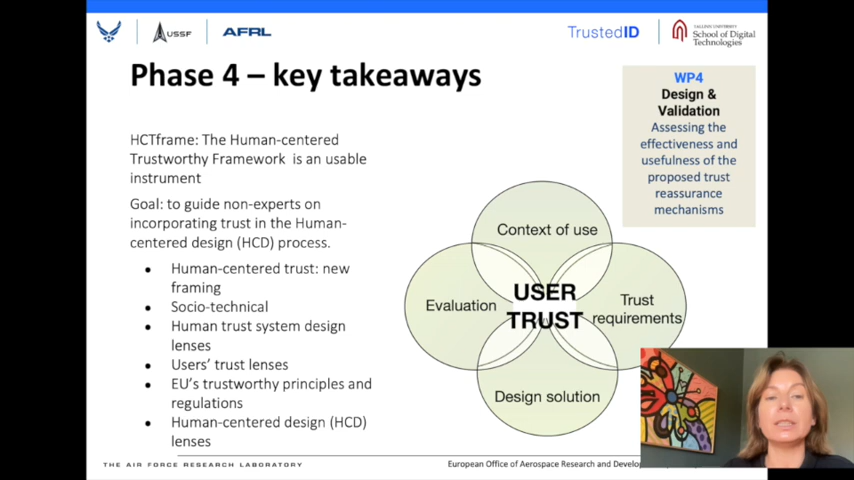 USSF
AFRL
TrustedID
TALLINN UNIVERSITY
School of Digital
Technologies
Phase 4 – key takeaways
WP4
Design &
Validation
Assessing the
effectiveness and
usefulness of the
proposed trust
reassurance
mechanisms
HCTframe: The Human-centered
Trustworthy Framework is an usable
instrument
Goal: to guide non-experts on
incorporating trust in the Human-
centered design (HCD) process.
• Human-centered trust: new
framing
• Socio-technical
• Human trust system design
lenses
• Users' trust lenses
• EU's trustworthy principles and
regulations
• Human-centered design (HCD)
lenses
Context of use
Evaluation
USER
TRUST
Trust
requirements
Design solution
THE AIR FORCE RESEARCH LABORATORY
European Office of Aerospace Research and